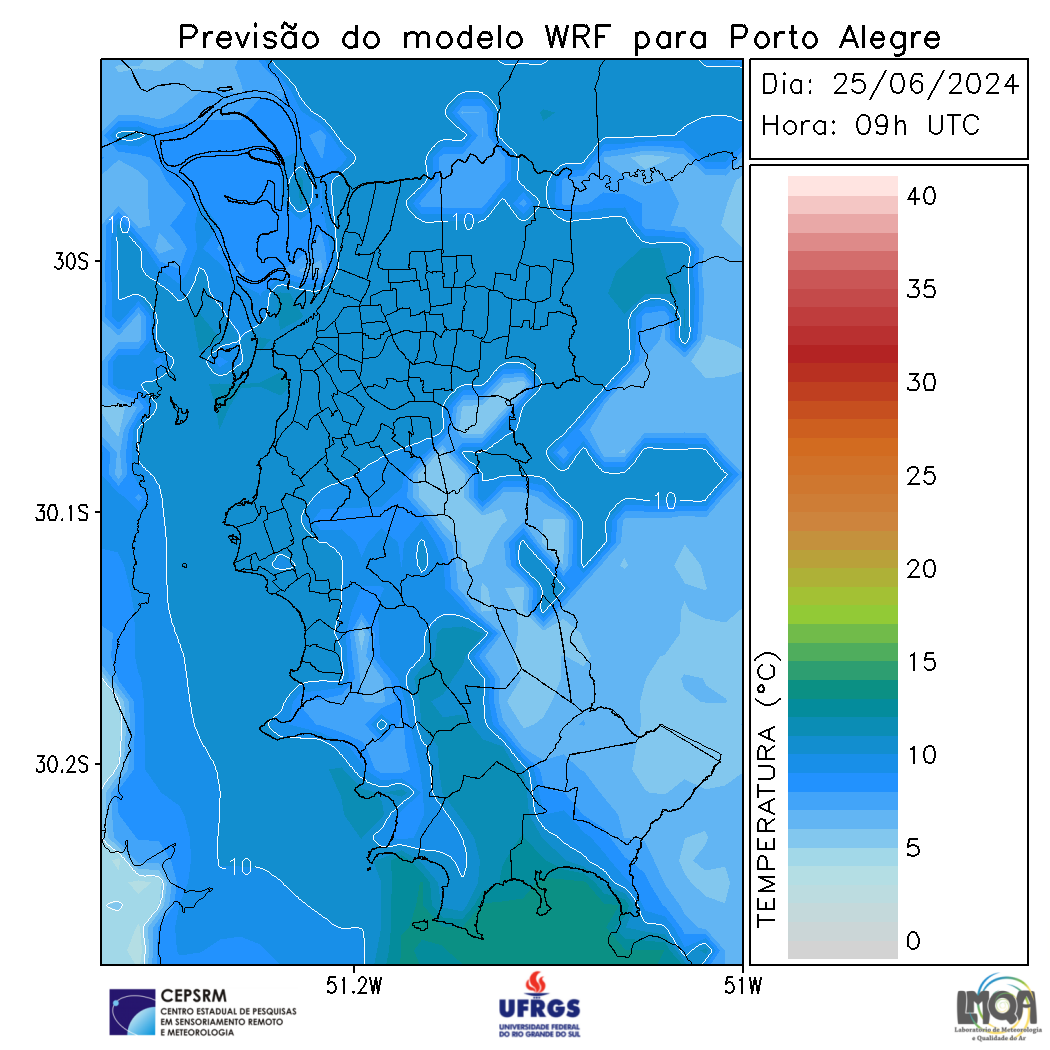 Previsão do modelo WRF para Porto Alegre
Dia: 25/06/2024
Hora: 09h UTC
40
35
30
25
20
15
10
5
0
TEMPERATURA (°C)
30S
30.1S
30.2S
51.2W
51W
10
10
10
10
CEPSRM
CENTRO ESTADUAL DE PESQUISAS
EM SENSORIAMENTO REMOTO
E METEOROLOGIA
UFRGS
UNIVERSIDADE FEDERAL
DO RIO GRANDE DO SUL
LMQA
Laboratório de Meteorologia
e Qualidade do Ar